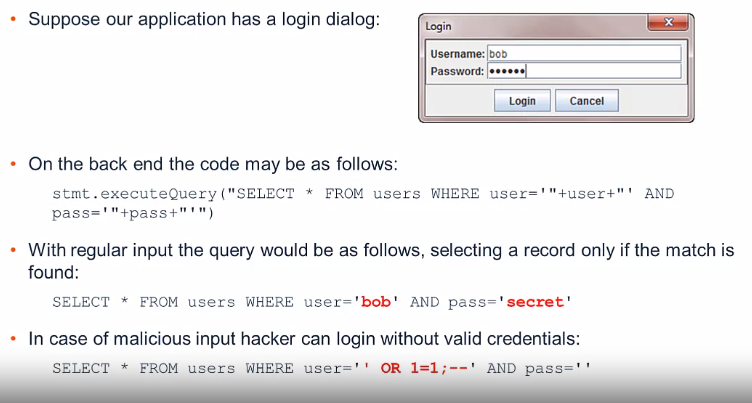 • Suppose our application has a login dialog:
Login
Username: bob
Password: ••••••
Login Cancel
• On the back end the code may be as follows:
stmt.executeQuery("SELECT * FROM users WHERE user='"+user+"' AND
pass='"+pass+"'")
• With regular input the query would be as follows, selecting a record only if the match is
found:
SELECT * FROM users WHERE user='bob' AND pass='secret'
• In case of malicious input hacker can login without valid credentials:
SELECT * FROM users WHERE user='' OR 1=1;--' AND pass=''